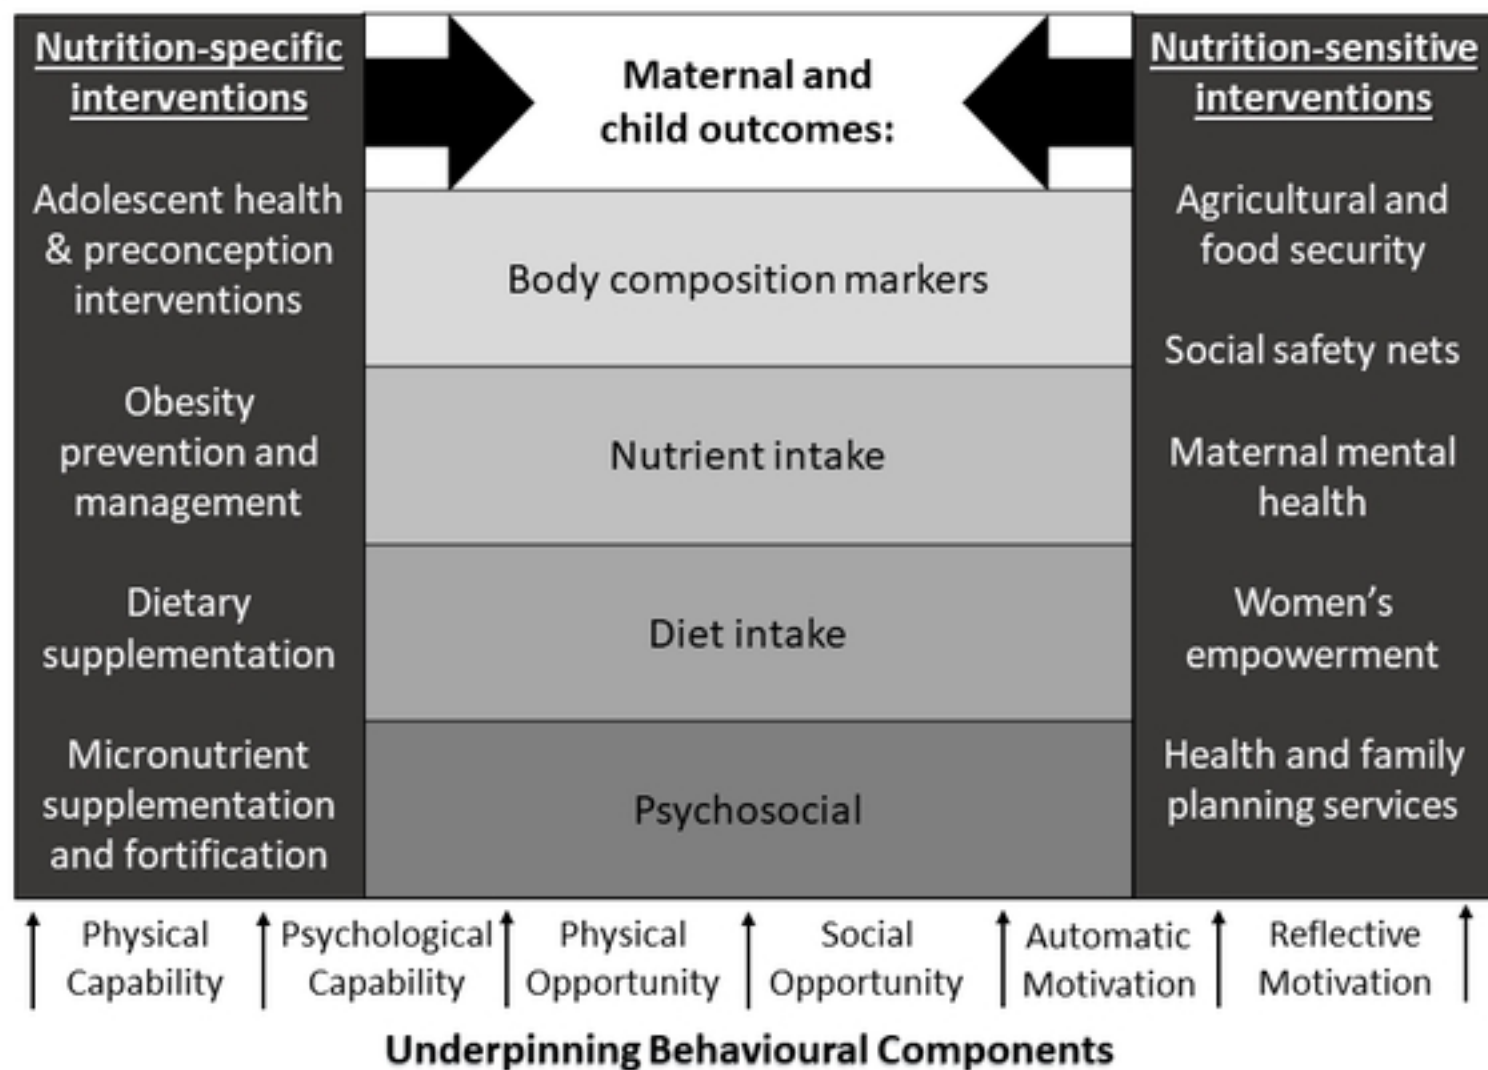 Nutrition-specific
interventions
Adolescent health
& preconception
interventions
Obesity
prevention and
management
Dietary
supplementation
Micronutrient
supplementation
and fortification
Maternal and
child outcomes:
Body composition markers
Nutrient intake
Diet intake
Psychosocial
Nutrition-sensitive
interventions
Agricultural and
food security
Social safety nets
Maternal mental
health
Women’s
empowerment
Health and family
planning services
Physical
Capability
Psychological
Capability
Physical
Opportunity
Social
Opportunity
Automatic
Motivation
Reflective
Motivation
Underpinning Behavioural Components